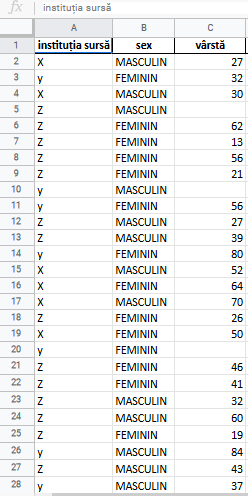 fx instituția sursă
A B C
1 instituția sursă sex vârstă
2 X MASCULIN 27
3 y FEMININ 32
4 X MASCULIN 30
5 Z MASCULIN
6 Z FEMININ 62
7 Z FEMININ 13
8 Z FEMININ 56
9 Z FEMININ 21
10 y MASCULIN
11 y FEMININ 56
12 Z MASCULIN 27
13 Z MASCULIN 39
14 y FEMININ 80
15 X MASCULIN 52
16 X FEMININ 64
17 X MASCULIN 70
18 Z FEMININ 26
19 X FEMININ 50
20 y FEMININ
21 Z FEMININ 46
22 Z FEMININ 41
23 Z MASCULIN 32
24 Z MASCULIN 60
25 Z FEMININ 19
26 y MASCULIN 84
27 Z MASCULIN 43
28 y MASCULIN 37